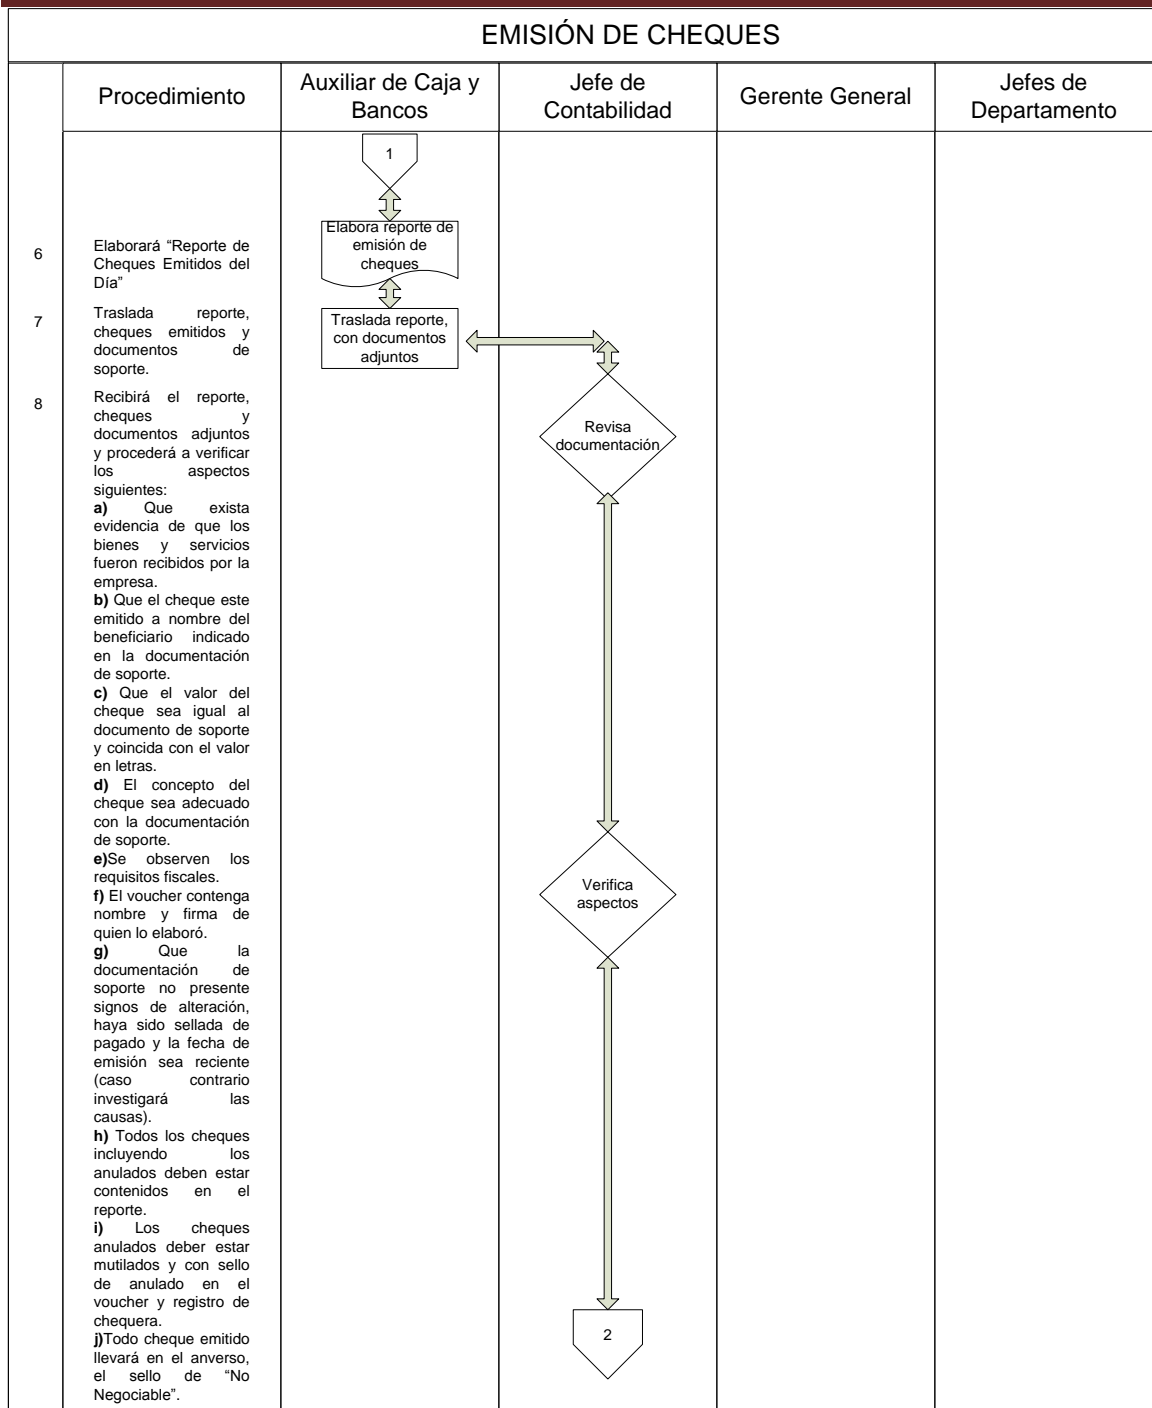 EMISIÓN DE CHEQUES
Procedimiento
Auxiliar de Caja y
Bancos
Jefe de
Contabilidad
Gerente General
Jefes de
Departamento
1
Elabora reporte de
emisión de
cheques
6
Elaborará “Reporte de
Cheques Emitidos del
Día”
7
Traslada reporte,
cheques emitidos y
documentos de
soporte.
Traslada reporte,
con documentos
adjuntos
8
Recibirá el reporte,
cheques y
documentos adjuntos
y procederá a verificar
los aspectos
siguientes:
a) Que exista
evidencia de que los
bienes y servicios
fueron recibidos por la
empresa.
b) Que el cheque este
emitido a nombre del
beneficiario indicado
en la documentación
de soporte.
c) Que el valor del
cheque sea igual al
documento de soporte
y coincida con el valor
en letras.
d) El concepto del
cheque sea adecuado
con la documentación
de soporte.
e)Se observen los
requisitos fiscales.
f) El voucher contenga
nombre y firma de
quien lo elaboró.
g) Que la
documentación de
soporte no presente
signos de alteración,
haya sido sellada de
pagado y la fecha de
emisión sea reciente
(caso contrario
investigará las
causas).
h) Todos los cheques
incluyendo los
anulados deben estar
contenidos en el
reporte.
i) Los cheques
anulados deber estar
mutilados y con sello
de anulado en el
voucher y registro de
chequera.
j)Todo cheque emitido
llevará en el anverso,
el sello de “No
Negociable”.
Revisa
documentación
Verifica
aspectos
2